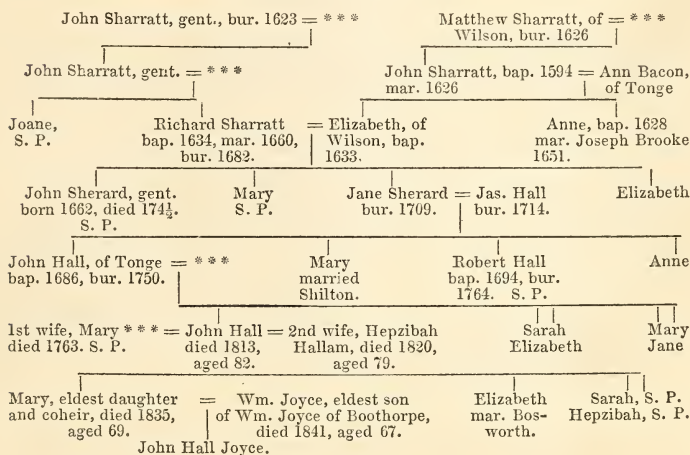 John Sharratt, gent., bur. 1623 = * * *
Matthew Sharratt, of = * * *
Wilson, bur. 1626
John Sharratt, gent. = * * *
John Sharratt, bap. 1594 = Ann Bacon,
mar. 1626 of Tonge
Joane,
S. P.
Richard Sharratt = Elizabeth, of
bap. 1634, mar. 1660, Wilson, bap.
bur. 1682. 1633.
Anne, bap. 1628
mar. Joseph Brooke
1651.
John Sherard, gent.
born 1662, died 174½.
S. P.
Mary
S. P.
Jane Sherard = Jas. Hall
bur. 1709. bur. 1714.
Elizabeth
John Hall, of Tonge = * * *
bap. 1686, bur. 1750.
Mary
married
Shilton.
Robert Hall
bap. 1694, bur.
1764. S. P.
Anne
1st wife, Mary * * * = John Hall = 2nd wife, Hepzibah
died 1763. S. P. died 1813, Hallam, died 1820,
aged 82. aged 79.
Sarah
Elizabeth
Mary
Jane
Mary, eldest daughter = Wm. Joyce, eldest son
and coheir, died 1835, of Wm. Joyce of Boothorpe,
aged 69. died 1841, aged 67.
Elizabeth
mar. Bos-
worth.
Sarah, S. P.
Hepzibah, S. P.
John Hall Joyce.